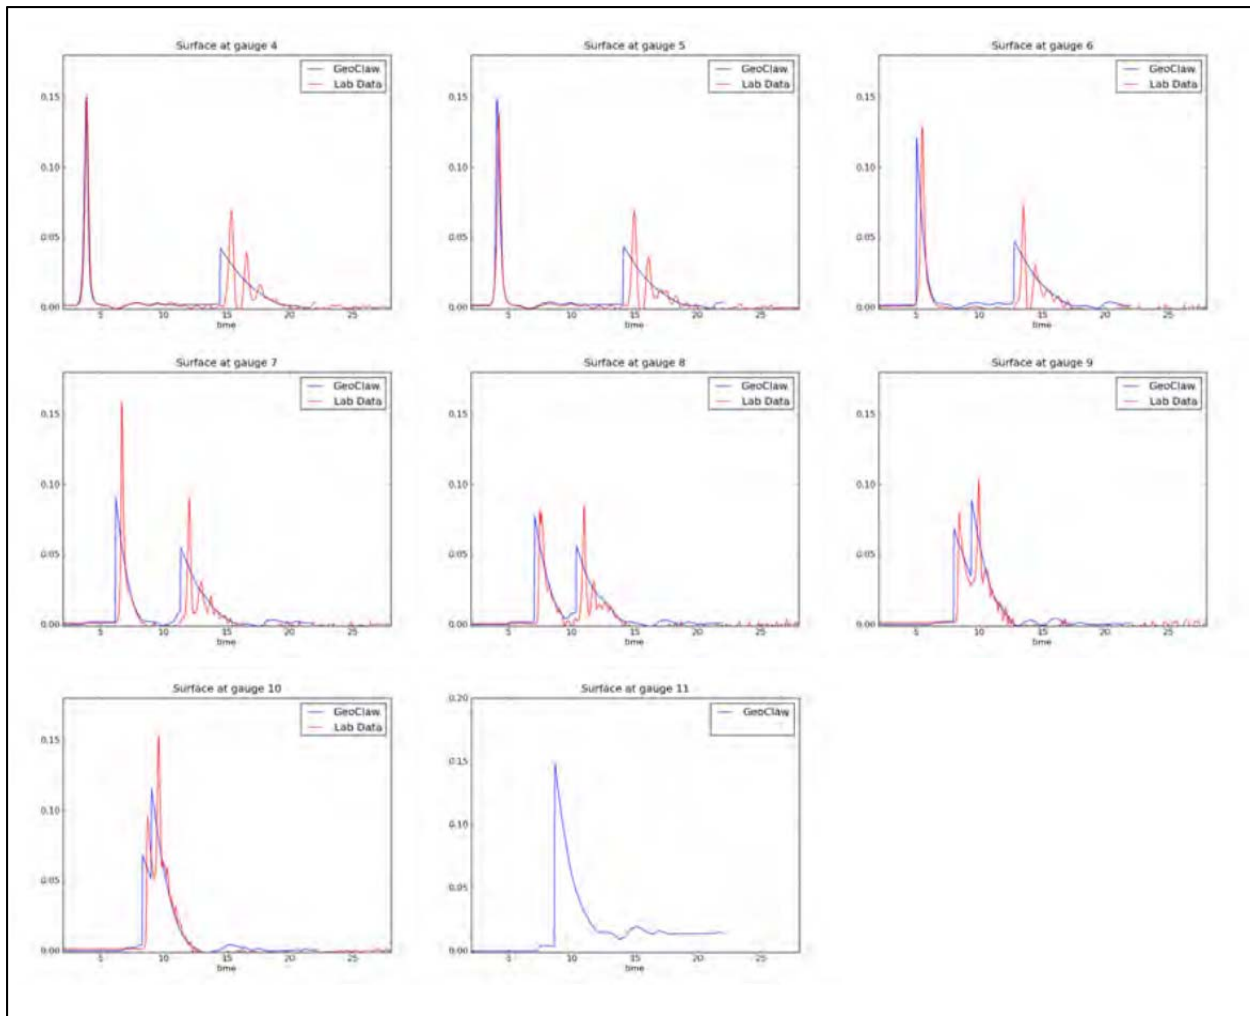 Surface at gauge 4
GeoClaw
Lab Data
0.15
0.10
0.05
0.00
5 10 15 20 25
time
Surface at gauge 5
GeoClaw
Lab Data
0.15
0.10
0.05
0.00
5 10 15 20 25
time
Surface at gauge 6
GeoClaw
Lab Data
0.15
0.10
0.05
0.00
5 10 15 20 25
time
Surface at gauge 7
GeoClaw
Lab Data
0.15
0.10
0.05
0.00
5 10 15 20 25
time
Surface at gauge 8
GeoClaw
Lab Data
0.15
0.10
0.05
0.00
5 10 15 20 25
time
Surface at gauge 9
GeoClaw
Lab Data
0.15
0.10
0.05
0.00
5 10 15 20 25
time
Surface at gauge 10
GeoClaw
Lab Data
0.15
0.10
0.05
0.00
5 10 15 20 25
time
Surface at gauge 11
GeoClaw
0.20
0.15
0.10
0.05
0.00
5 10 15 20 25
time